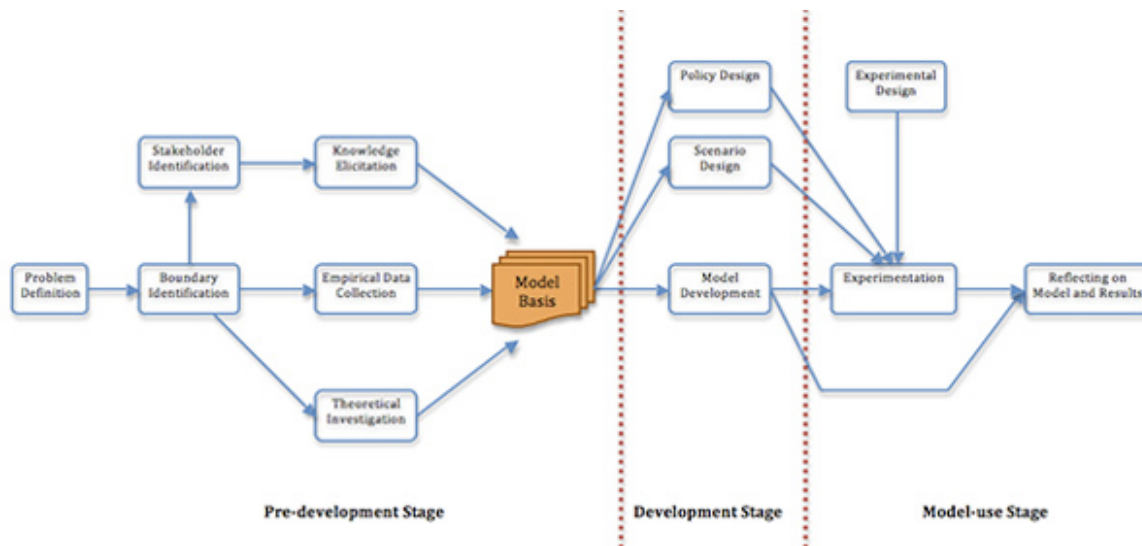 Policy Design
Experimental
Design
Stakeholder
Identification
Knowledge
Elicitation
Scenario
Design
Problem
Definition
Boundary
Identification
Empirical Data
Collection
Model
Basis
Model
Development
Experimentation
Reflecting on
Model and Results
Theoretical
Investigation
Pre-development Stage
Development Stage
Model-use Stage